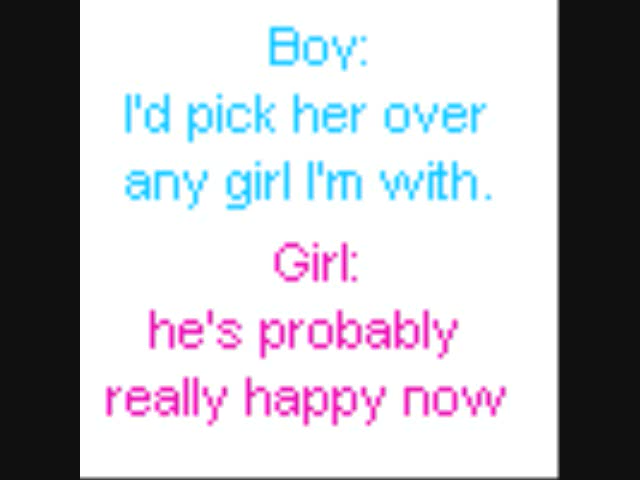 Boy:
I'd pick her over
any girl I'm with.
Girl:
he's probably
really happy now